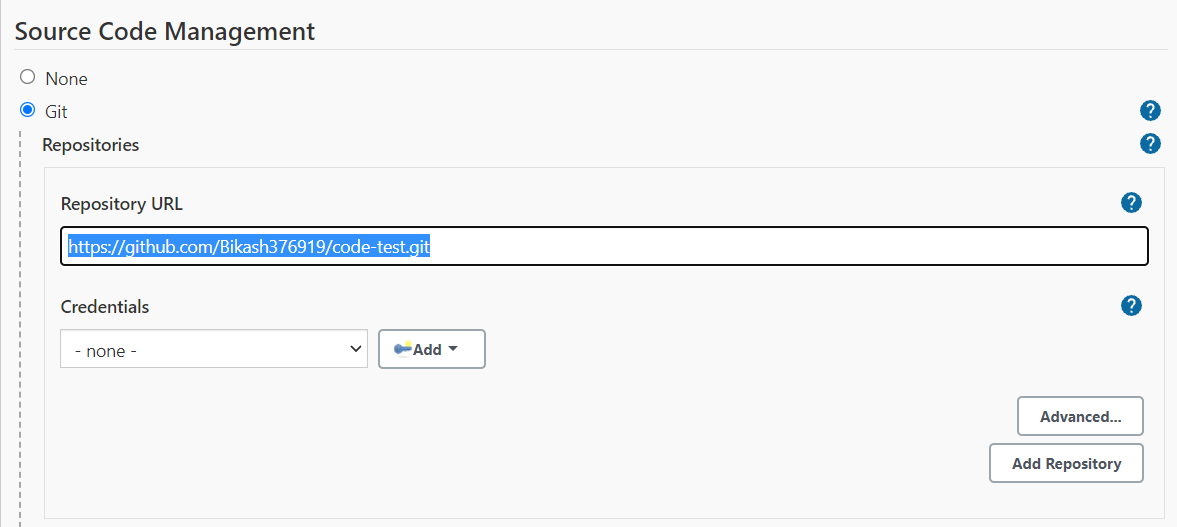 Source Code Management
None
Git
?
Repositories
?
Repository URL
?
https://github.com/Bikash376919/code-test.git
Credentials
?
- none -
Add
Advanced...
Add Repository